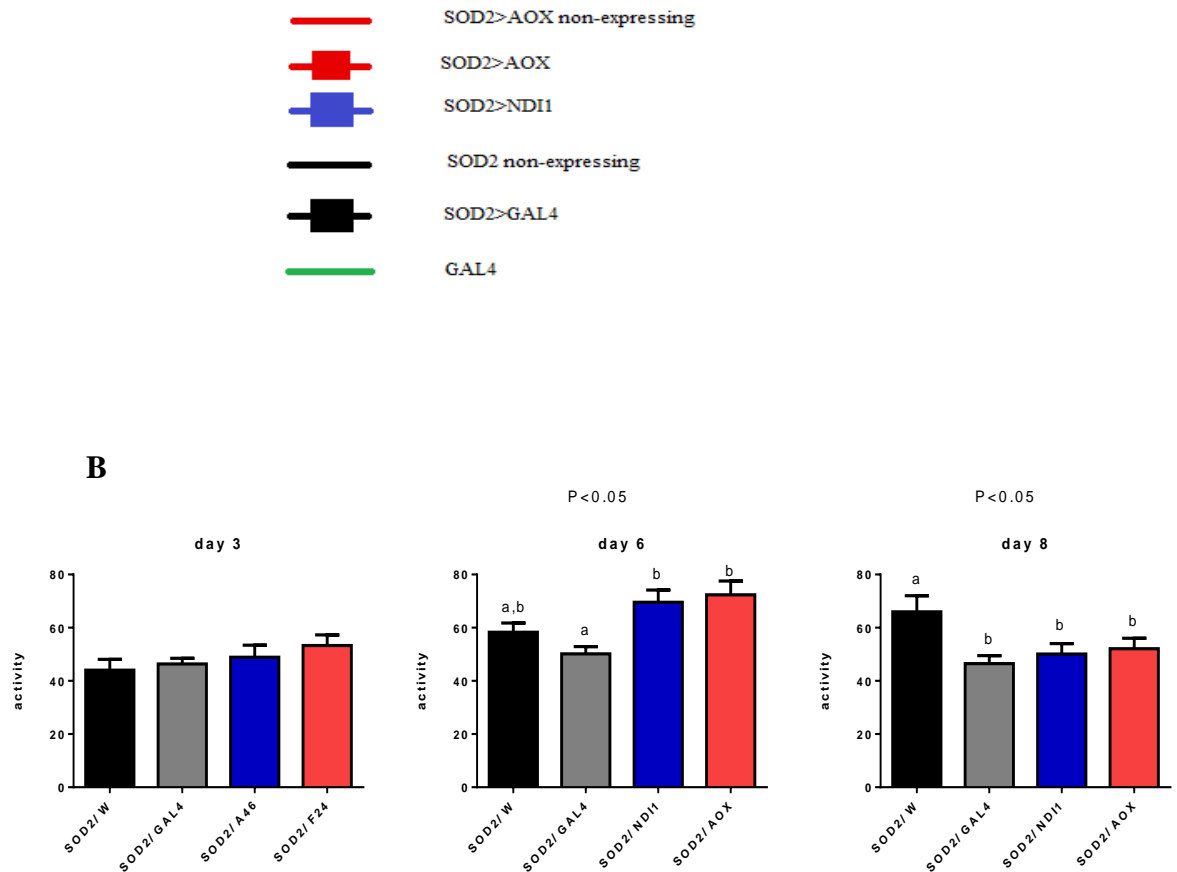 SOD2>AOX non-expressing
SOD2>AOX
SOD2>NDI1
SOD2 non-expressing
SOD2>GAL4
GAL4
B
P<0.05
P<0.05
day 3
day 6
day 8
80
60
40
20
0
activity
SOD2/W
SOD2/GAL4
SOD2/A46
SOD2/F24
80
60
40
20
0
activity
a,b
a
b
b
SOD2/W
SOD2/GAL4
SOD2/NDI1
SOD2/AOX
80
60
40
20
0
activity
a
b
b
b
SOD2/W
SOD2/GAL4
SOD2/NDI1
SOD2/AOX